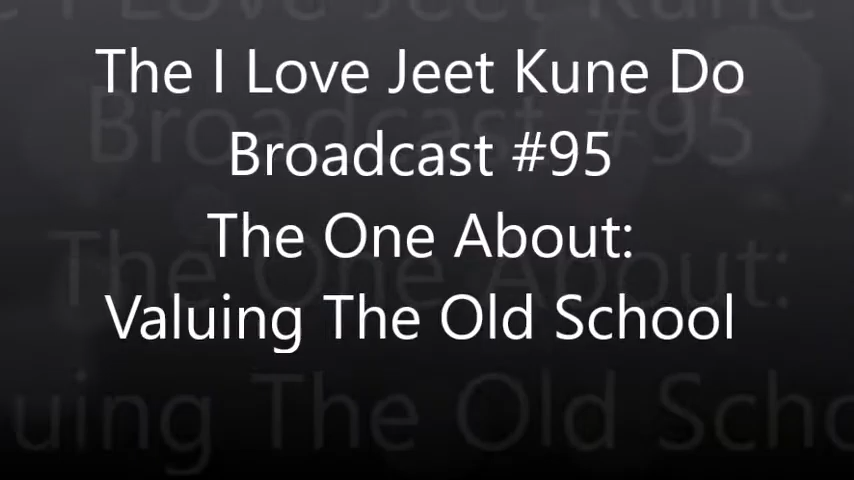 The I Love Jeet Kune Do
Broadcast #95
The One About:
Valuing The Old School